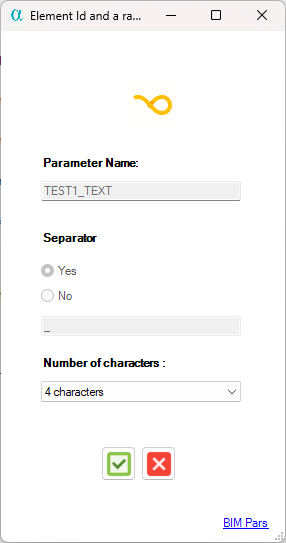 α Element Id and a ra...
Parameter Name:
TEST1_TEXT
Separator
Yes
No
_
Number of characters :
4 characters
BIM Pars